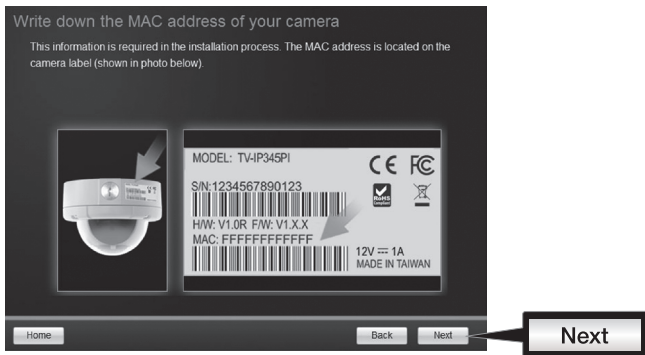 Write down the MAC address of your camera
This information is required in the installation process. The MAC address is located on the
camera label (shown in photo below).
MODEL: TV-IP345PI
CE FC
S/N:1234567890123
RoHS
Compliant
H/W: V1.0R F/W: V1.X.X
MAC: FFFFFFFFFFFF
12V ⎓ 1A
MADE IN TAIWAN
Home
Back
Next
Next